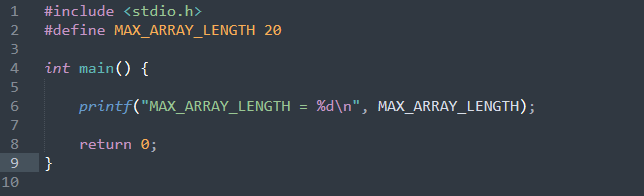 1 #include <stdio.h>
2 #define MAX_ARRAY_LENGTH 20
3
4 int main() {
5
6     printf("MAX_ARRAY_LENGTH = %d\n", MAX_ARRAY_LENGTH);
7
8     return 0;
9 }
10